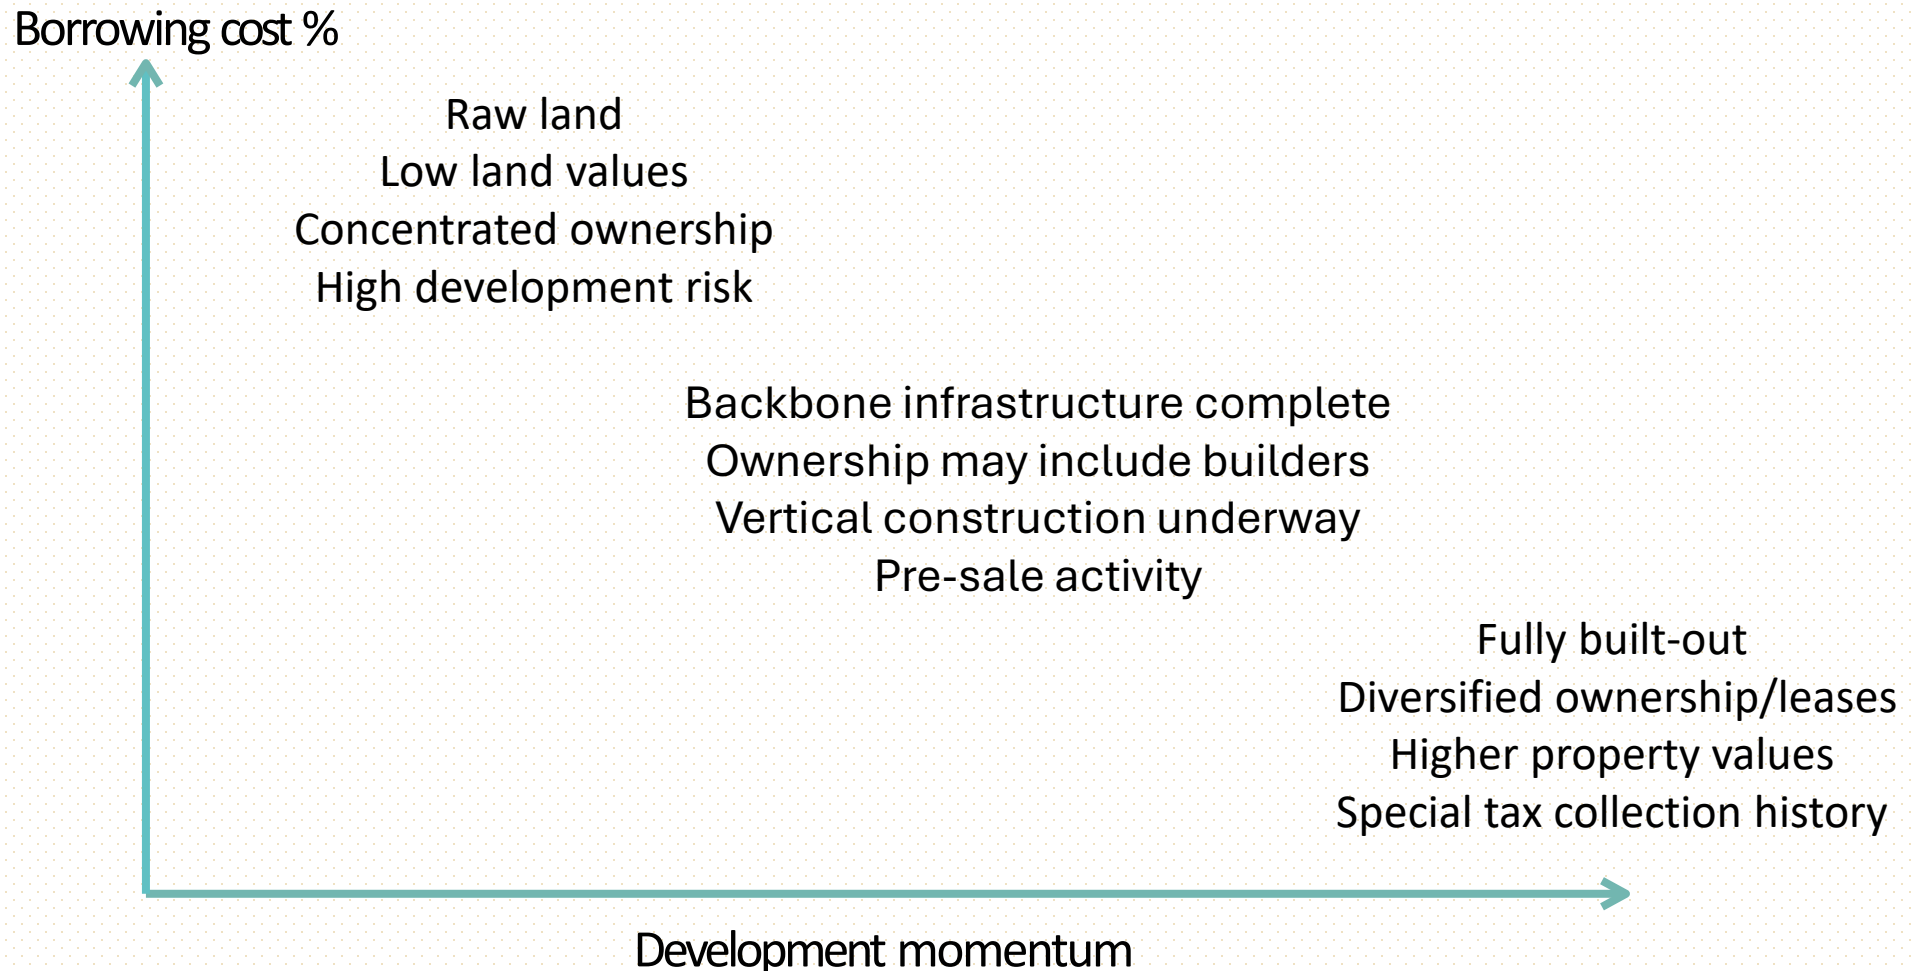 Borrowing cost %
Raw land
Low land values
Concentrated ownership
High development risk
Backbone infrastructure complete
Ownership may include builders
Vertical construction underway
Pre-sale activity
Fully built-out
Diversified ownership/leases
Higher property values
Special tax collection history
Development momentum